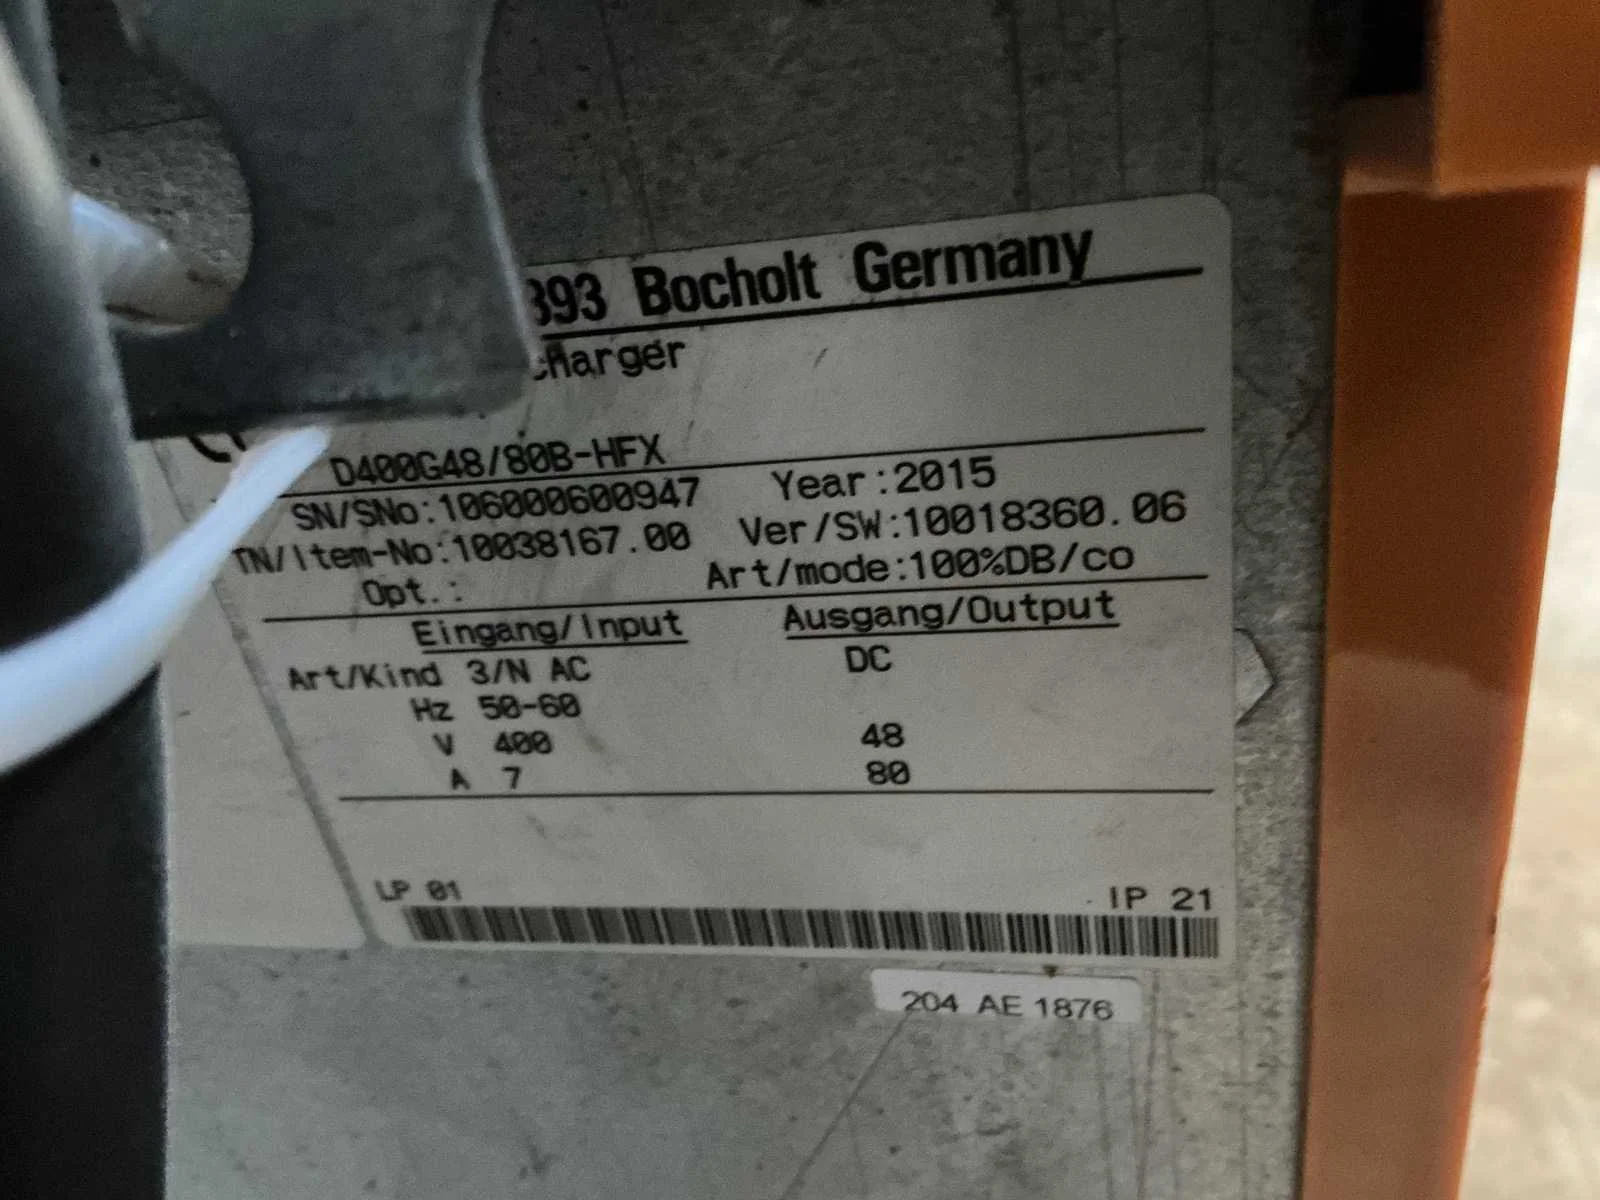 393 Bocholt Germany
charger
D400G48/80B-HFX
SN/SNo:106000600947 Year:2015
TN/Item-No:10038167.00 Ver/SW:10018360.06
Opt.: Art/mode:100%DB/co
Eingang/Input Ausgang/Output
Art/Kind 3/N AC DC
Hz 50-60
V 400 48
A 7 80
LP 01 IP 21
204 AE 1876